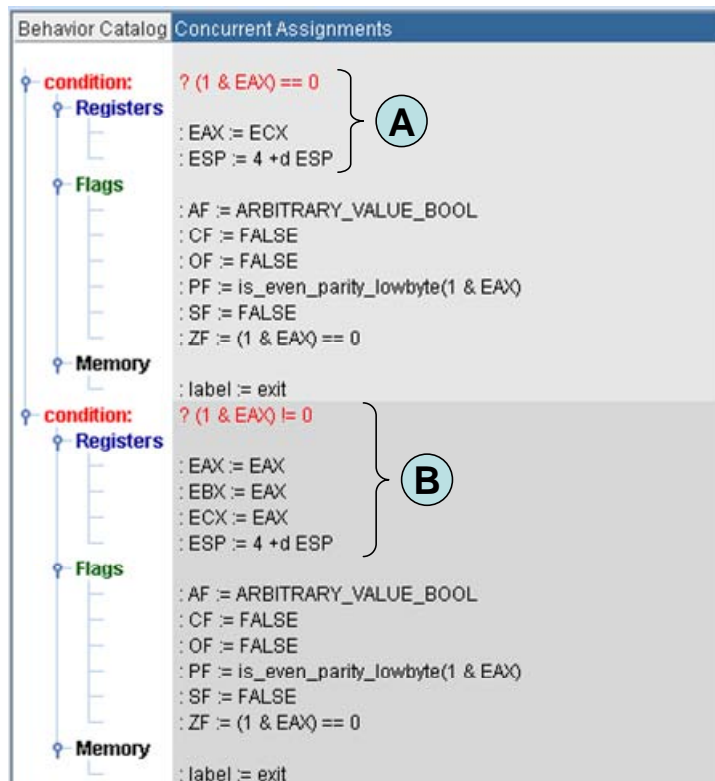 Behavior Catalog Concurrent Assignments
condition: ? (1 & EAX) == 0
Registers
: EAX := ECX
: ESP := 4 +d ESP
A
Flags
: AF := ARBITRARY_VALUE_BOOL
: CF := FALSE
: OF := FALSE
: PF := is_even_parity_lowbyte(1 & EAX)
: SF := FALSE
: ZF := (1 & EAX) == 0
Memory
: label := exit
condition: ? (1 & EAX) != 0
Registers
: EAX := EAX
: EBX := EAX
: ECX := EAX
: ESP := 4 +d ESP
B
Flags
: AF := ARBITRARY_VALUE_BOOL
: CF := FALSE
: OF := FALSE
: PF := is_even_parity_lowbyte(1 & EAX)
: SF := FALSE
: ZF := (1 & EAX) == 0
Memory
: label := exit